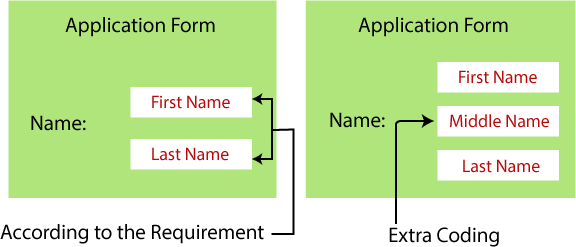 Application Form
First Name
Name:
Last Name
According to the Requirement
Application Form
First Name
Name:
Middle Name
Last Name
Extra Coding